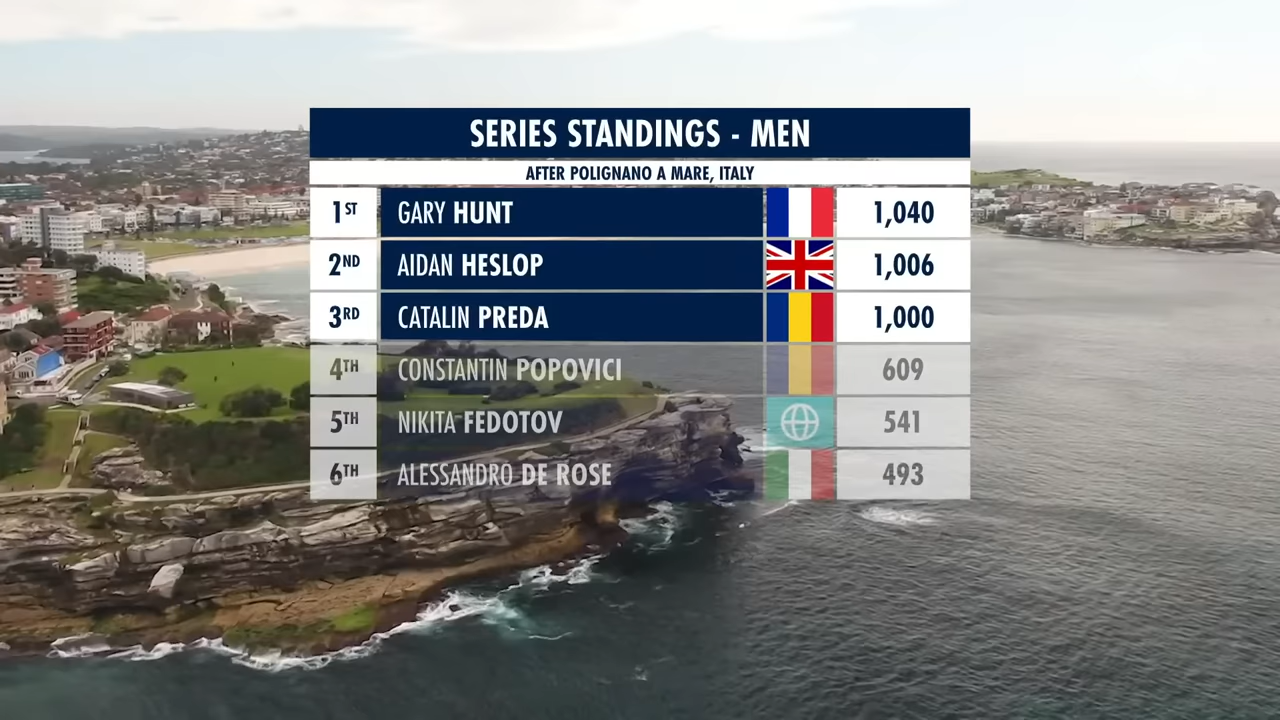 SERIES STANDINGS - MEN
AFTER POLIGNANO A MARE, ITALY
1ST GARY HUNT 1,040
2ND AIDAN HESLOP 1,006
3RD CATALIN PREDA 1,000
4TH CONSTANTIN POPOVICI 609
5TH NIKITA FEDOTOV 541
6TH ALESSANDRO DE ROSE 493